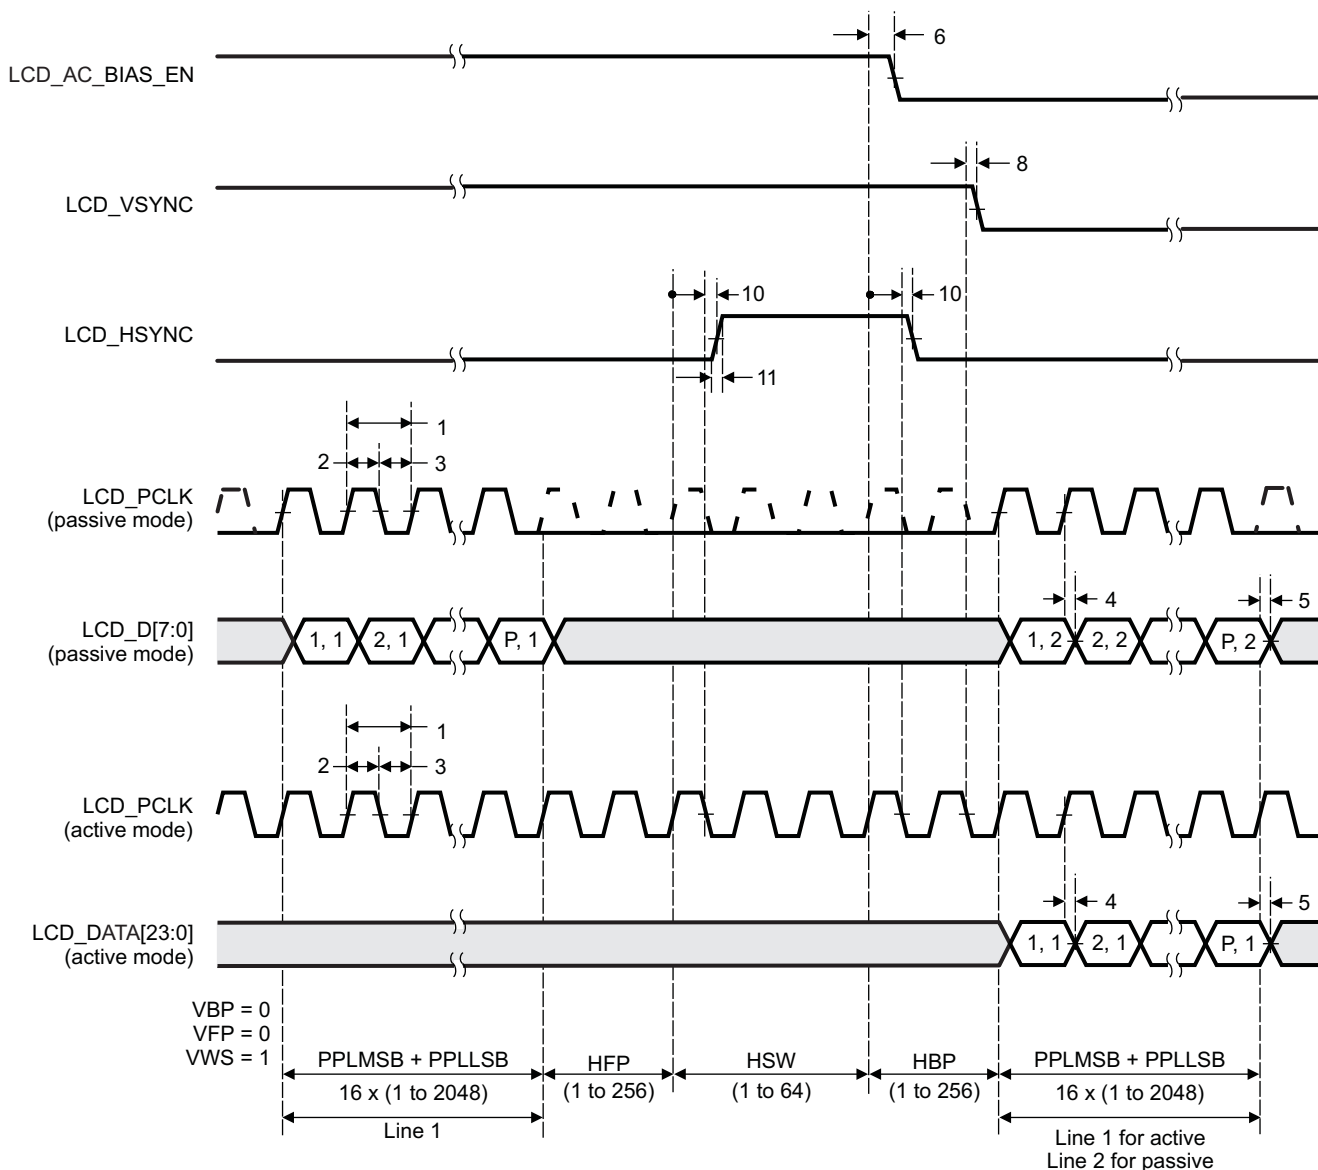 6
LCD_AC_BIAS_EN
8
LCD_VSYNC
10
10
LCD_HSYNC
11
1
2
3
LCD_PCLK
(passive mode)
4
5
LCD_D[7:0]
(passive mode)
1, 1
2, 1
P, 1
1, 2
2, 2
P, 2
1
2
3
LCD_PCLK
(active mode)
4
5
LCD_DATA[23:0]
(active mode)
1, 1
2, 1
P, 1
VBP = 0
VFP = 0
VWS = 1
PPLMSB + PPLLSB
16 x (1 to 2048)
Line 1
HFP
(1 to 256)
HSW
(1 to 64)
HBP
(1 to 256)
PPLMSB + PPLLSB
16 x (1 to 2048)
Line 1 for active
Line 2 for passive